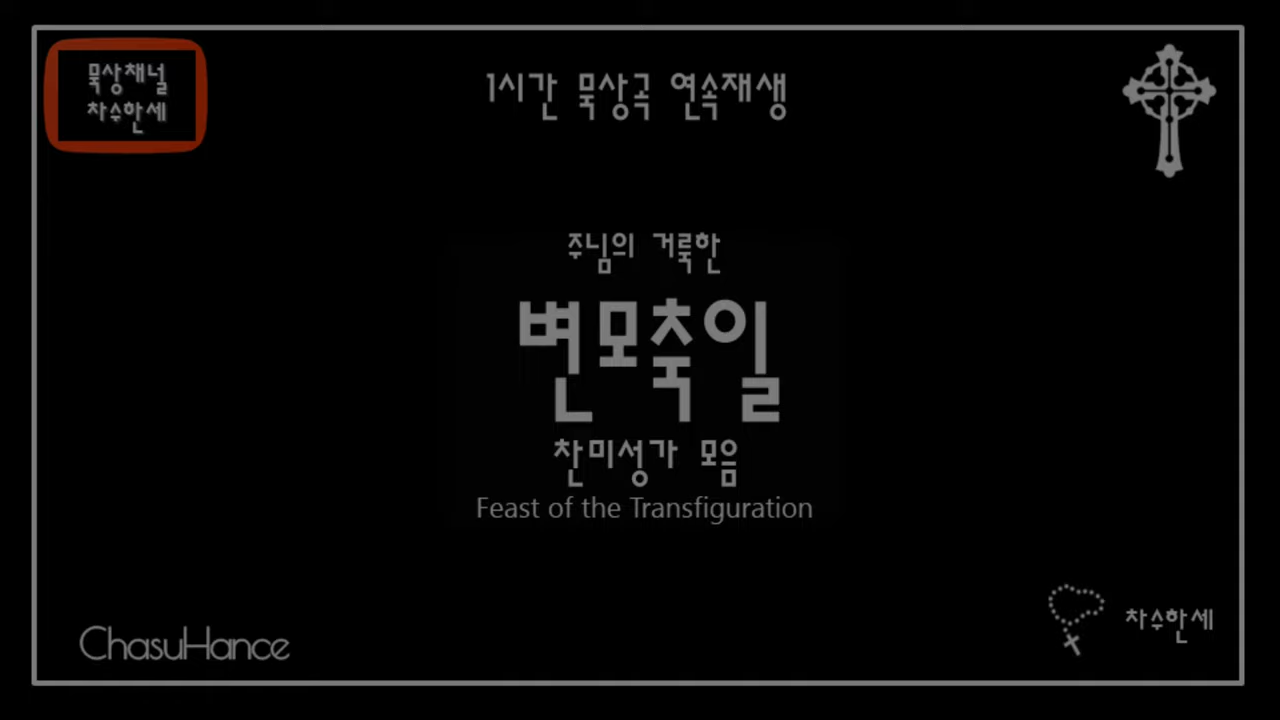 묵상채널
차수한세
1시간 묵상곡 연속재생
주님의 거룩한
변모축일
찬미성가 모음
Feast of the Transfiguration
ChasuHance
차수한세